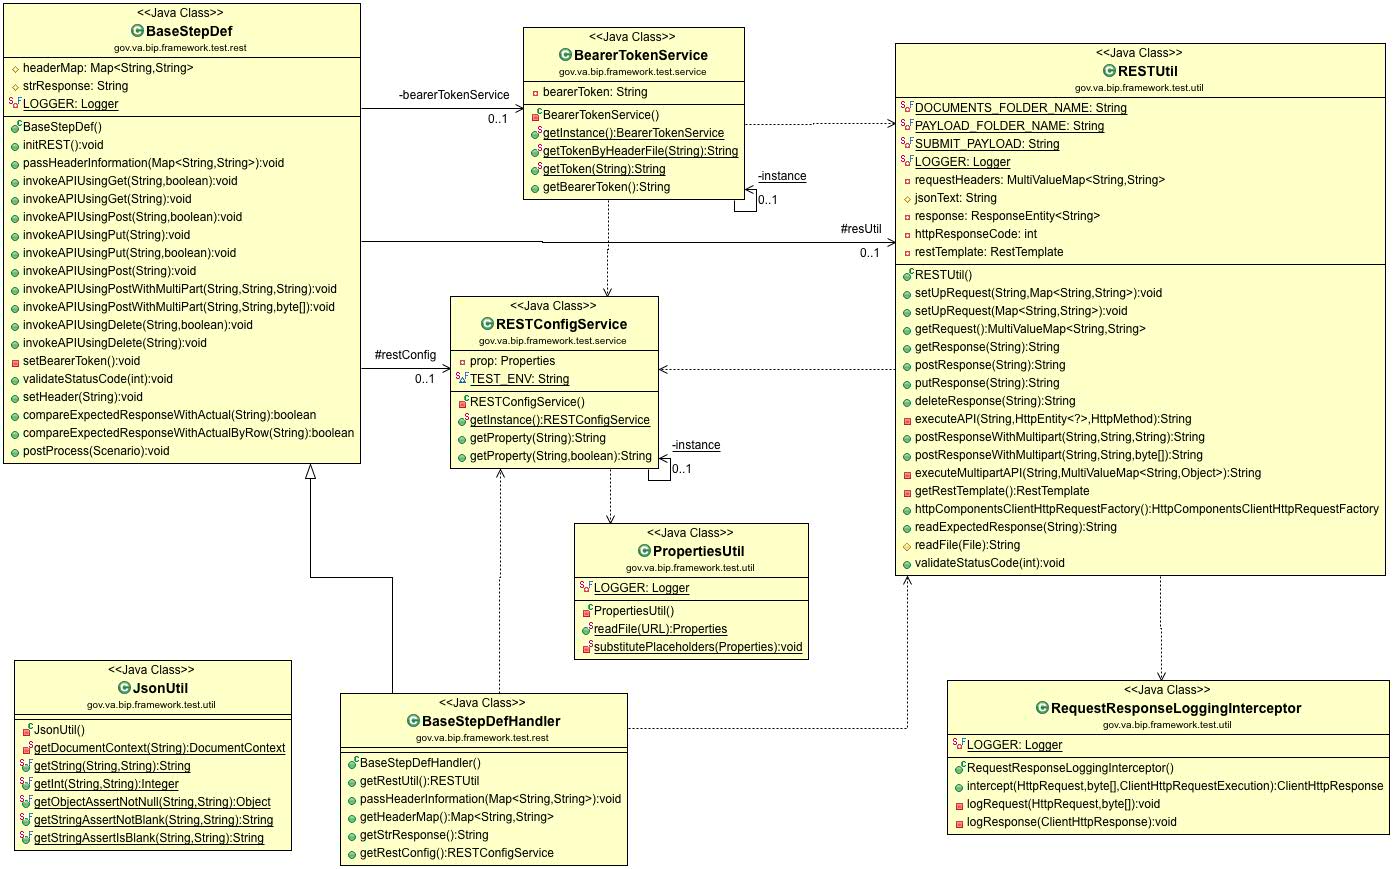 <<Java Class>>
BaseStepDef
gov.va.bip.framework.test.rest
headerMap: Map<String,String>
strResponse: String
LOGGER: Logger
BaseStepDef()
initREST():void
passHeaderInformation(Map<String,String>):void
invokeAPIUsingGet(String,boolean):void
invokeAPIUsingGet(String):void
invokeAPIUsingPost(String,boolean):void
invokeAPIUsingPut(String):void
invokeAPIUsingPut(String,boolean):void
invokeAPIUsingPost(String):void
invokeAPIUsingPostWithMultiPart(String,String,String):void
invokeAPIUsingPostWithMultiPart(String,String,byte[]):void
invokeAPIUsingDelete(String,boolean):void
invokeAPIUsingDelete(String):void
setBearerToken():void
validateStatusCode(int):void
setHeader(String):void
compareExpectedResponseWithActual(String):boolean
compareExpectedResponseWithActualByRow(String):boolean
postProcess(Scenario):void
-bearerTokenService
0..1
#resUtil
0..1
#restConfig
0..1
<<Java Class>>
BearerTokenService
gov.va.bip.framework.test.service
bearerToken: String
BearerTokenService()
getInstance():BearerTokenService
getTokenByHeaderFile(String):String
getToken(String):String
getBearerToken():String
-instance
0..1
<<Java Class>>
RESTUtil
gov.va.bip.framework.test.util
DOCUMENTS_FOLDER_NAME: String
PAYLOAD_FOLDER_NAME: String
SUBMIT_PAYLOAD: String
LOGGER: Logger
requestHeaders: MultiValueMap<String,String>
jsonText: String
response: ResponseEntity<String>
httpResponseCode: int
restTemplate: RestTemplate
RESTUtil()
setUpRequest(String,Map<String,String>):void
setUpRequest(Map<String,String>):void
getRequest():MultiValueMap<String,String>
getResponse(String):String
postResponse(String):String
putResponse(String):String
deleteResponse(String):String
executeAPI(String,HttpEntity<?>,HttpMethod):String
postResponseWithMultipart(String,String,String):String
postResponseWithMultipart(String,String,byte[]):String
executeMultipartAPI(String,MultiValueMap<String,Object>):String
getRestTemplate():RestTemplate
httpComponentsClientHttpRequestFactory():HttpComponentsClientHttpRequestFactory
readExpectedResponse(String):String
readFile(File):String
validateStatusCode(int):void
<<Java Class>>
RESTConfigService
gov.va.bip.framework.test.service
prop: Properties
TEST_ENV: String
RESTConfigService()
getInstance():RESTConfigService
getProperty(String):String
getProperty(String,boolean):String
-instance
0..1
<<Java Class>>
PropertiesUtil
gov.va.bip.framework.test.util
LOGGER: Logger
PropertiesUtil()
readFile(URL):Properties
substitutePlaceholders(Properties):void
<<Java Class>>
JsonUtil
gov.va.bip.framework.test.util
JsonUtil()
getDocumentContext(String):DocumentContext
getString(String,String):String
getInt(String,String):Integer
getObjectAssertNotNull(String,String):Object
getStringAssertNotBlank(String,String):String
getStringAssertIsBlank(String,String):String
<<Java Class>>
BaseStepDefHandler
gov.va.bip.framework.test.rest
BaseStepDefHandler()
getRestUtil():RESTUtil
passHeaderInformation(Map<String,String>):void
getHeaderMap():Map<String,String>
getStrResponse():String
getRestConfig():RESTConfigService
<<Java Class>>
RequestResponseLoggingInterceptor
gov.va.bip.framework.test.util
LOGGER: Logger
RequestResponseLoggingInterceptor()
intercept(HttpRequest,byte[],ClientHttpRequestExecution):ClientHttpResponse
logRequest(HttpRequest,byte[]):void
logResponse(ClientHttpResponse):void